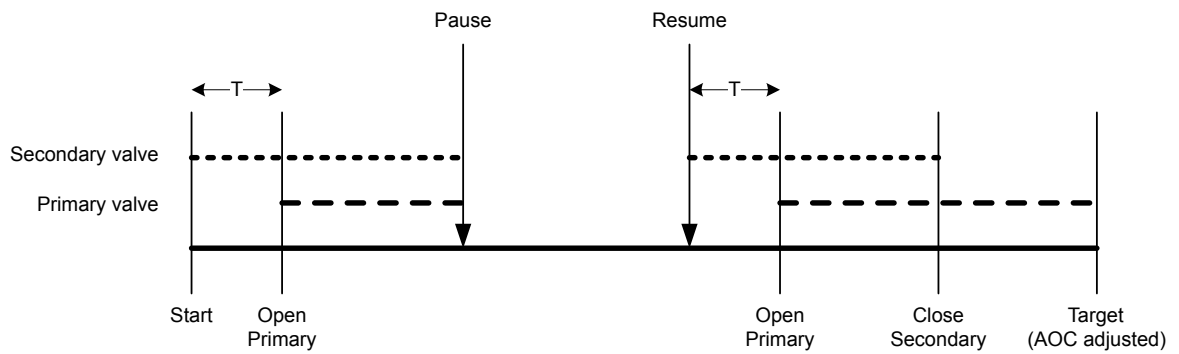 Pause
Resume
T
T
Secondary valve
Primary valve
Start
Open
Primary
Open
Primary
Close
Secondary
Target
(AOC adjusted)